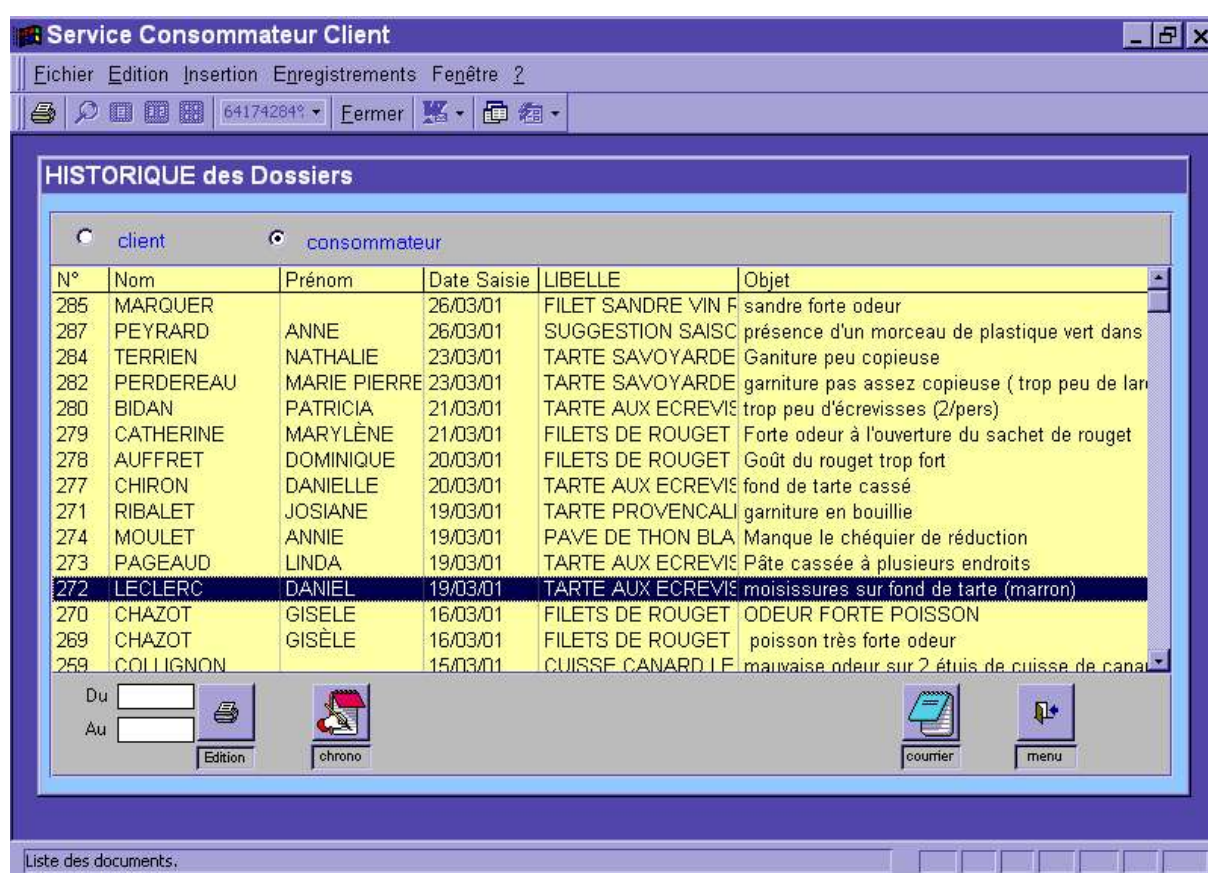 Service Consommateur Client
Fichier Edition Insertion Enregistrements Fenêtre ?
Fermer
HISTORIQUE des Dossiers
client consommateur
N° Nom Prénom Date Saisie LIBELLE Objet
285 MARQUER 26/03/01 FILET SANDRE VIN R sandre forte odeur
287 PEYRARD ANNE 26/03/01 SUGGESTION SAISC présence d'un morceau de plastique vert dans
284 TERRIEN NATHALIE 23/03/01 TARTE SAVOYARDE Ganiture peu copieuse
282 PERDEREAU MARIE PIERRE 23/03/01 TARTE SAVOYARDE garniture pas assez copieuse ( trop peu de lar
280 BIDAN PATRICIA 21/03/01 TARTE AUX ECREVIS trop peu d'écrevisses (2/pers)
279 CATHERINE MARYLÈNE 21/03/01 FILETS DE ROUGET Forte odeur à l'ouverture du sachet de rouget
278 AUFFRET DOMINIQUE 20/03/01 FILETS DE ROUGET Goût du rouget trop fort
277 CHIRON DANIELLE 20/03/01 TARTE AUX ECREVIS fond de tarte cassé
271 RIBALET JOSIANE 19/03/01 TARTE PROVENCALI garniture en bouillie
274 MOULET ANNIE 19/03/01 PAVE DE THON BLA Manque le chéquier de réduction
273 PAGEAUD LINDA 19/03/01 TARTE AUX ECREVIS Pâte cassée à plusieurs endroits
272 LECLERC DANIEL 19/03/01 TARTE AUX ECREVIS moisissures sur fond de tarte (marron)
270 CHAZOT GISELE 16/03/01 FILETS DE ROUGET ODEUR FORTE POISSON
269 CHAZOT GISÈLE 16/03/01 FILETS DE ROUGET poisson très forte odeur
259 COLLIGNON 15/03/01 CUISSE CANARD LE mauvaise odeur sur 2 étuis de cuisse de cana
Du
Au
Edition chrono courrier menu
Liste des documents.